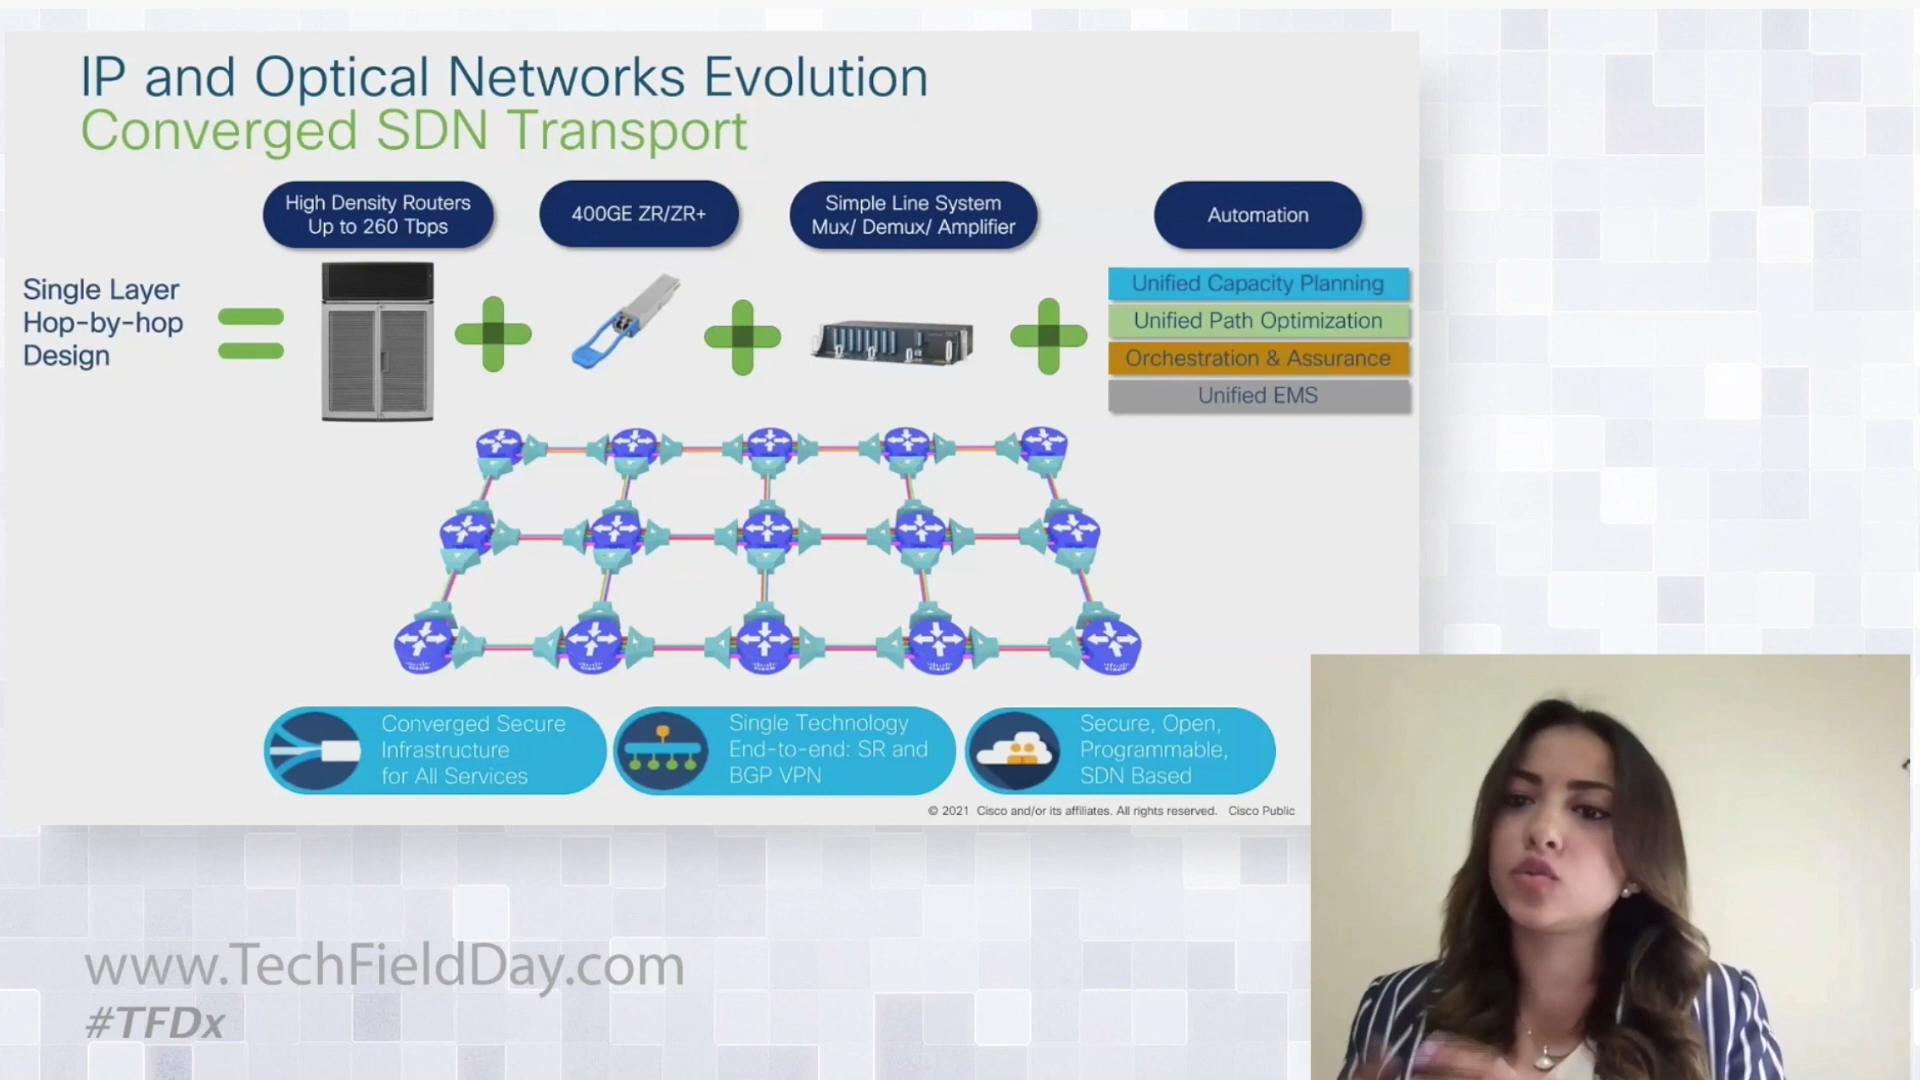 IP and Optical Networks Evolution
Converged SDN Transport
High Density Routers
Up to 260 Tbps
400GE ZR/ZR+
Simple Line System
Mux/ Demux/ Amplifier
Automation
Single Layer
Hop-by-hop
Design
Unified Capacity Planning
Unified Path Optimization
Orchestration & Assurance
Unified EMS
Converged Secure
Infrastructure
for All Services
Single Technology
End-to-end: SR and
BGP VPN
Secure, Open,
Programmable,
SDN Based
© 2021 Cisco and/or its affiliates. All rights reserved. Cisco Public
www.TechFieldDay.com
#TFDx